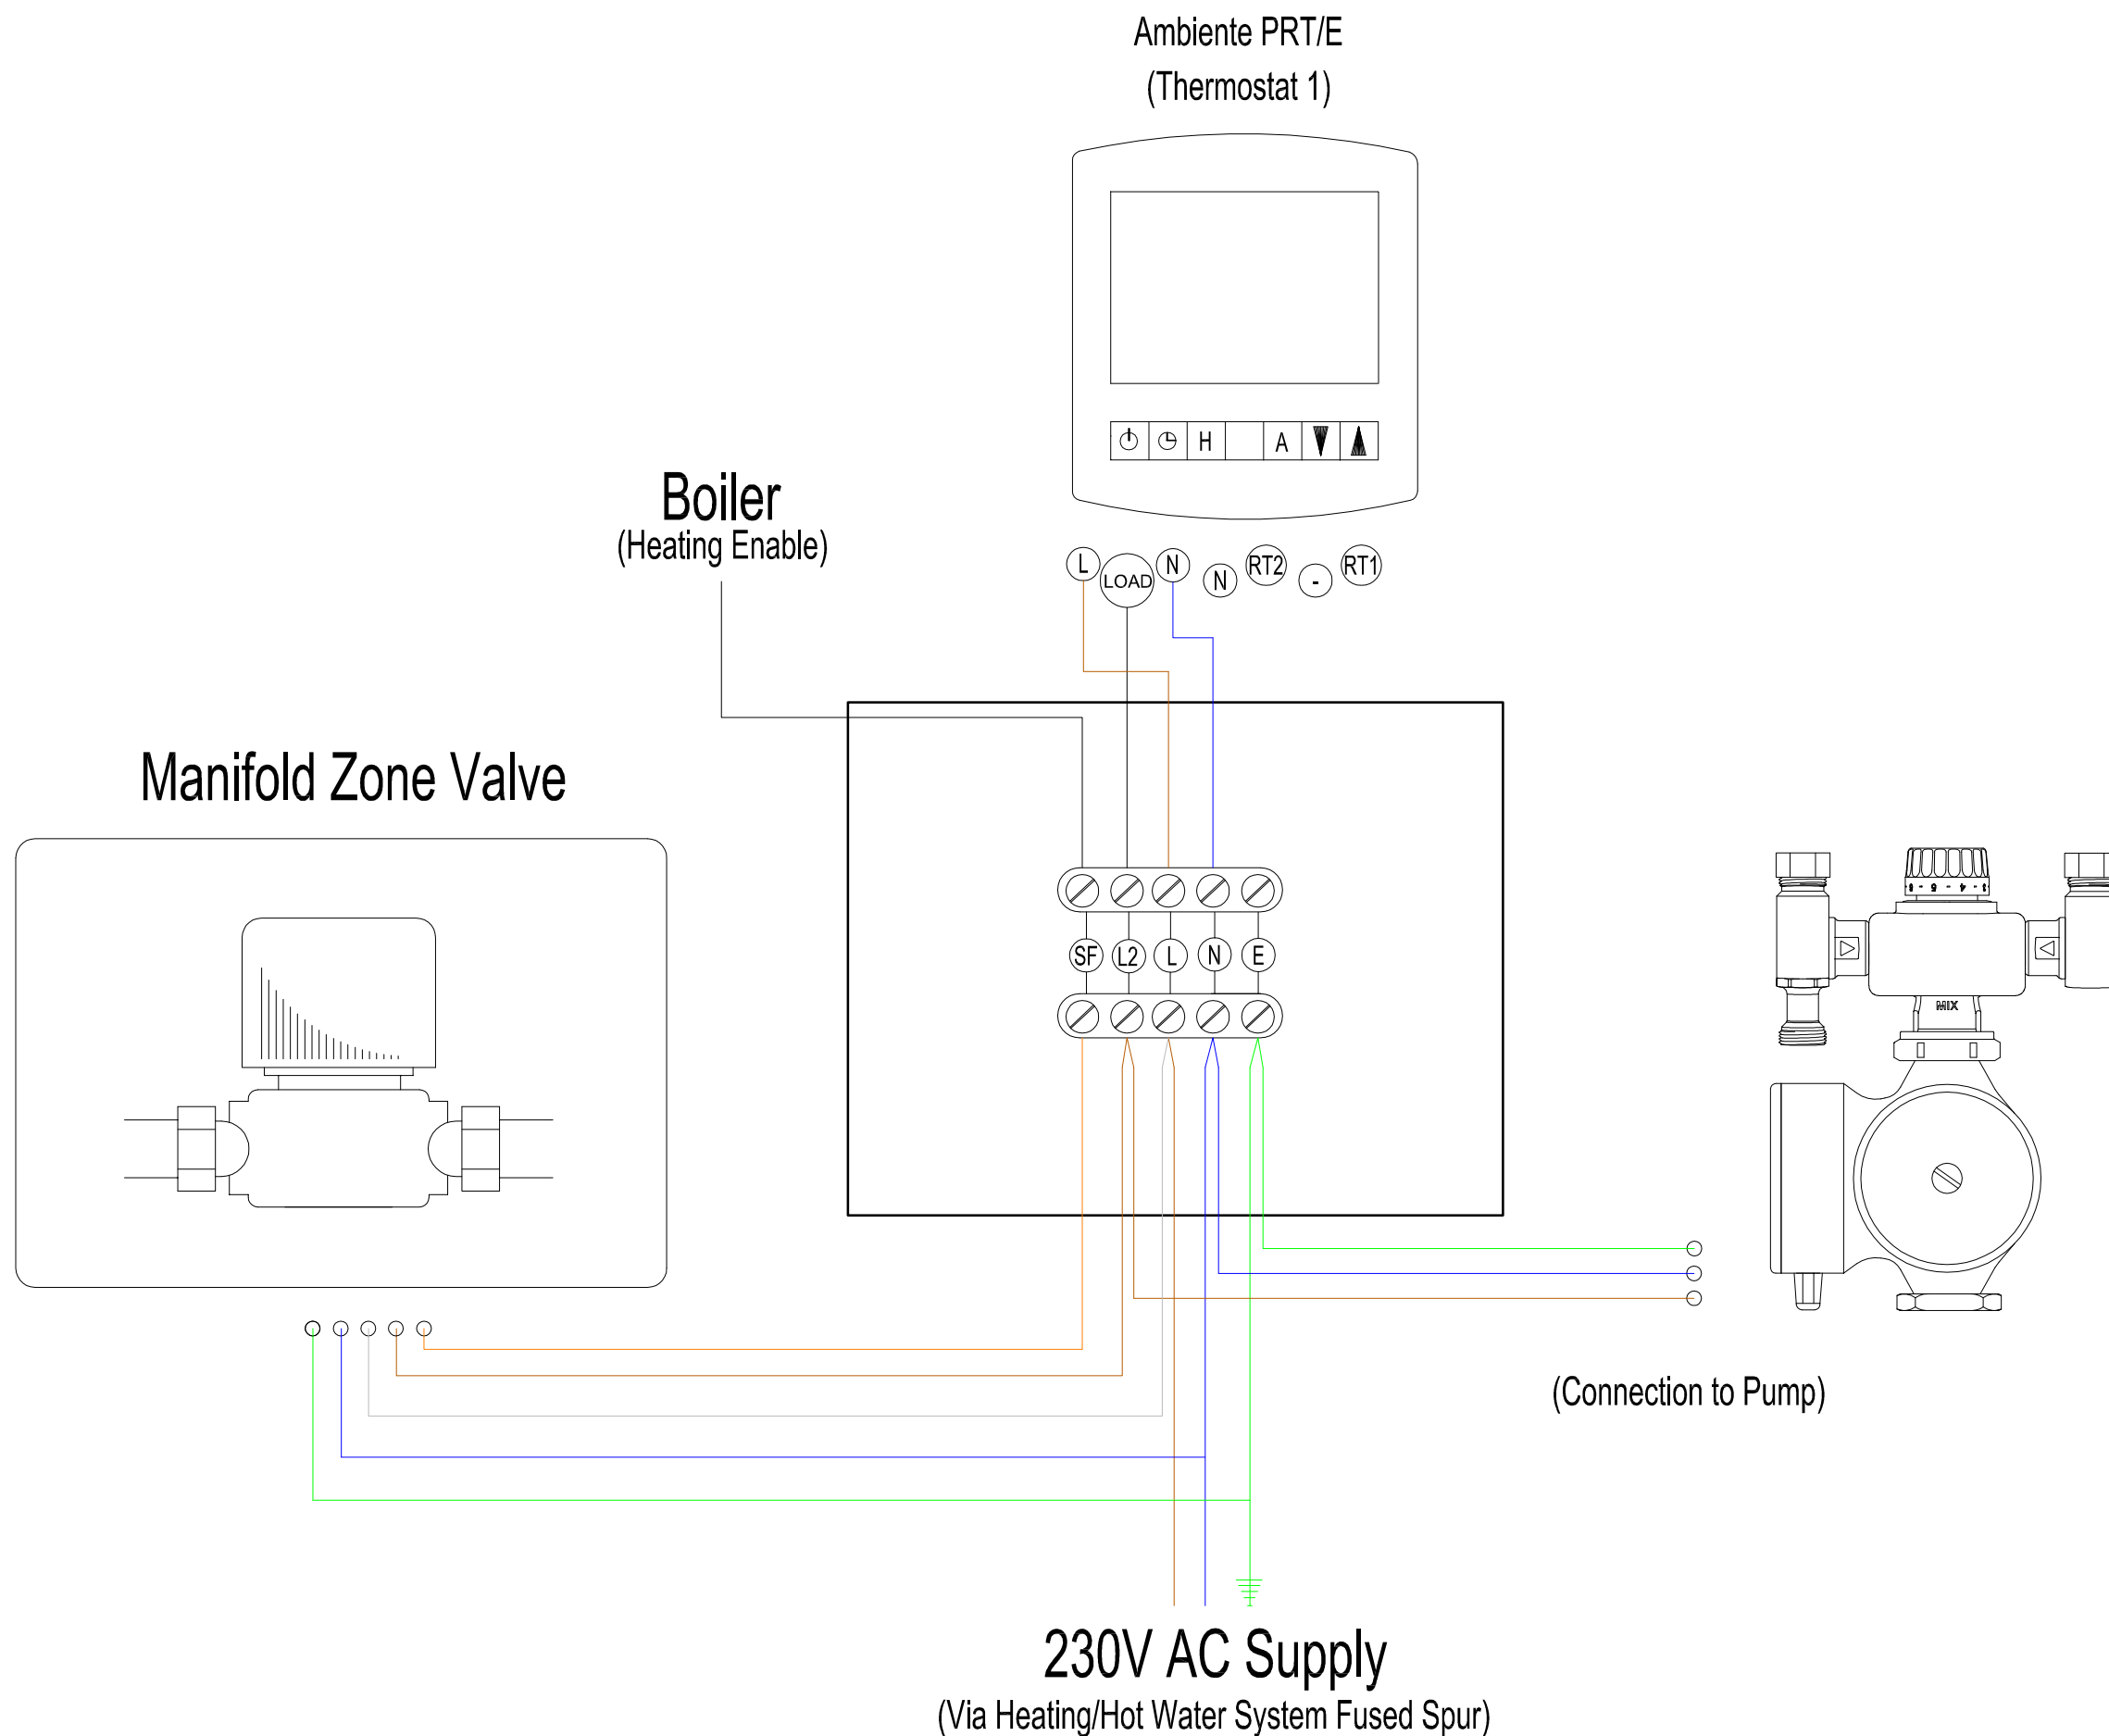 Ambiente PRT/E
(Thermostat 1)
H A
Boiler
(Heating Enable)
L LOAD N N RT2 - RT1
Manifold Zone Valve
SF L2 L N E
MIX
(Connection to Pump)
230V AC Supply
(Via Heating/Hot Water System Fused Spur)